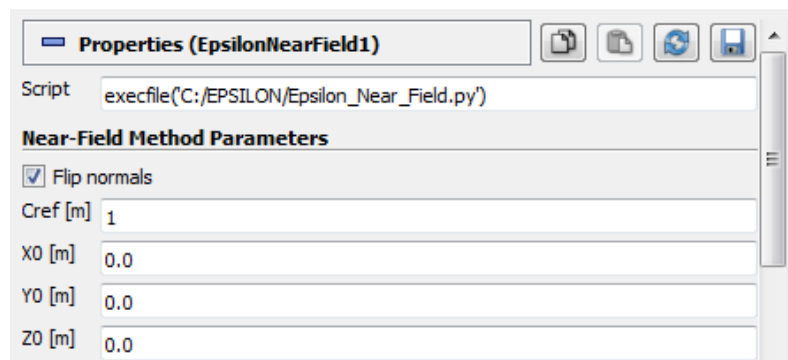 Properties (EpsilonNearField1)
Script execfile('C:/EPSILON/Epsilon_Near_Field.py')
Near-Field Method Parameters
Flip normals
Cref [m] 1
X0 [m] 0.0
Y0 [m] 0.0
Z0 [m] 0.0